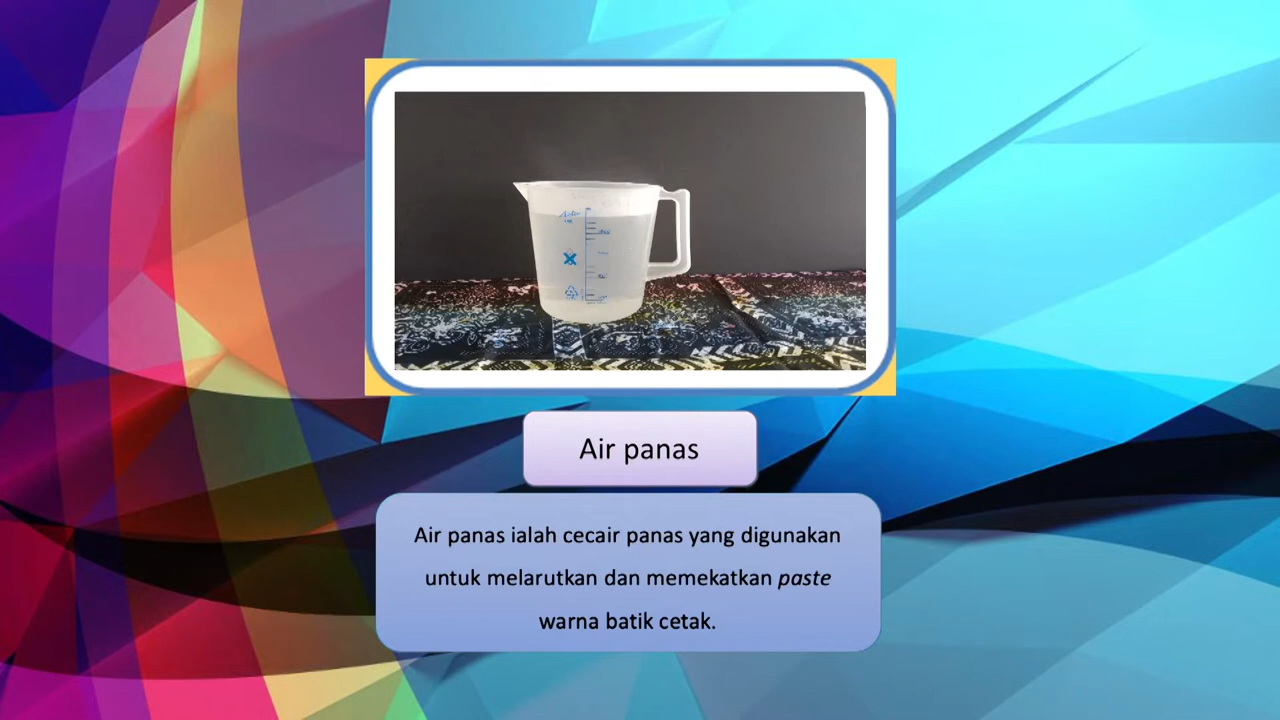 Air panas
Air panas ialah cecair panas yang digunakan
untuk melarutkan dan memekatkan paste
warna batik cetak.